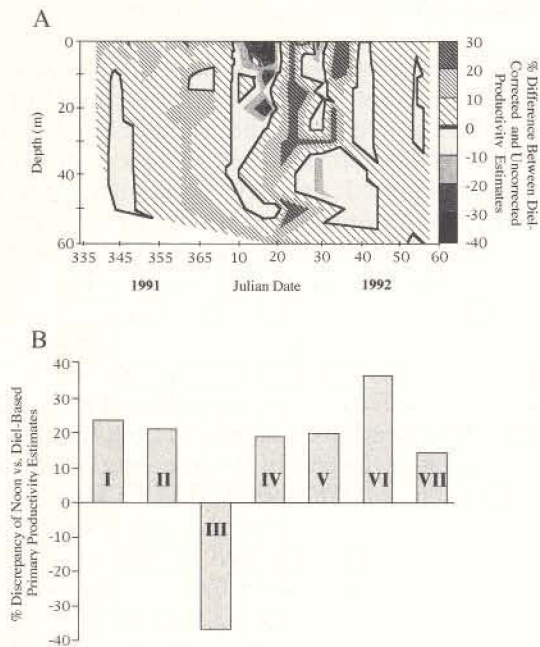 A
0
20
40
60
Depth (m)
335
345
355
365
10
20
30
40
50
60
1991
Julian Date
1992
30
20
10
0
-10
-20
-30
-40
% Difference Between Diel-
Corrected and Uncorrected
Productivity Estimates
B
40
30
20
10
0
-10
-20
-30
-40
% Discrepancy of Noon vs. Diel-Based
Primary Productivity Estimates
I
II
III
IV
V
VI
VII